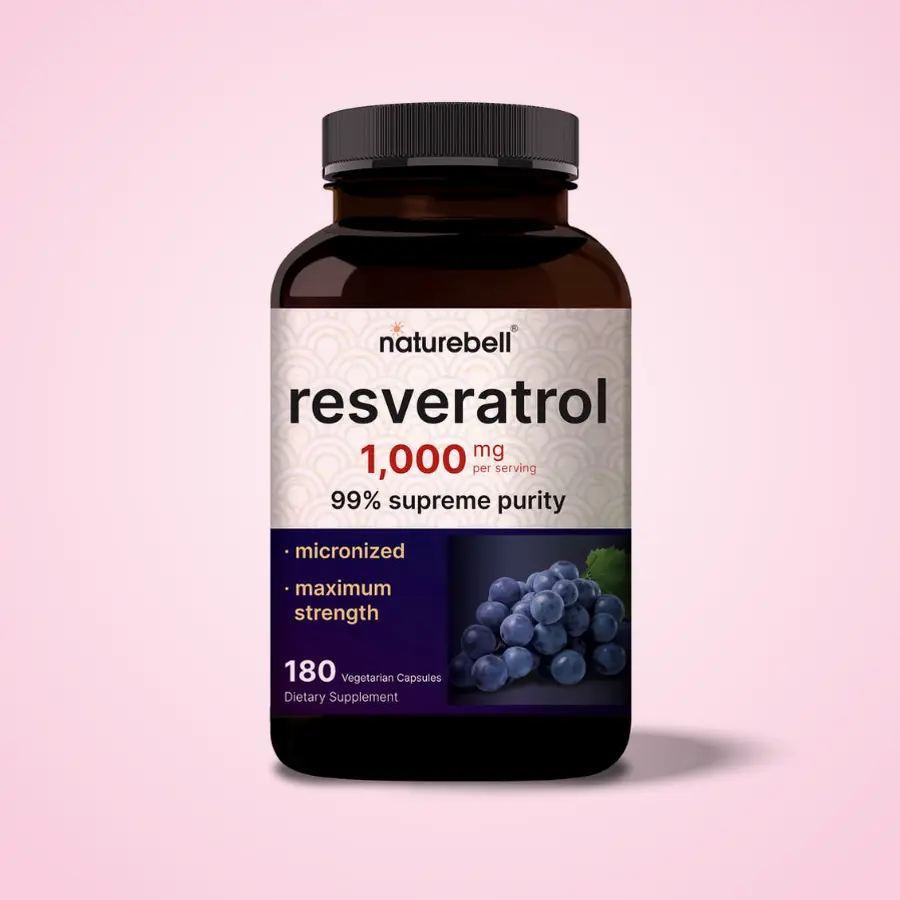 naturebell®
resveratrol
1,000 mg
per serving
99% supreme purity
· micronized
· maximum
strength
180 Vegetarian Capsules
Dietary Supplement